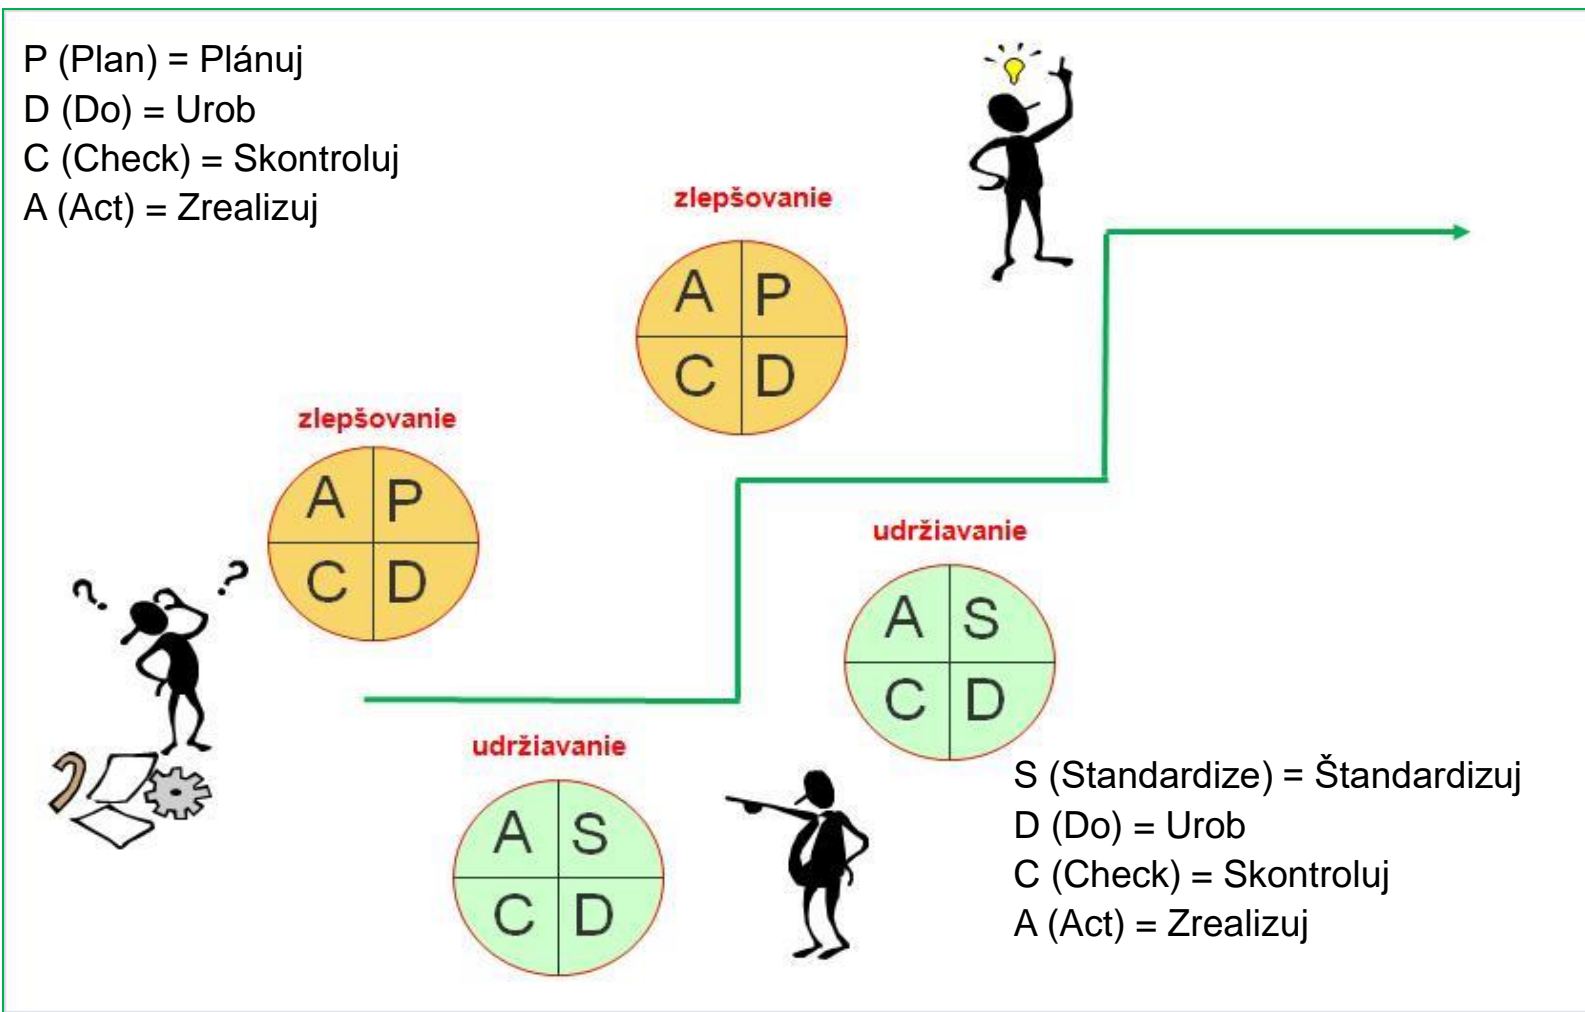 P (Plan) = Plánuj
D (Do) = Urob
C (Check) = Skontroluj
A (Act) = Zrealizuj
zlepšovanie
A P
C D
zlepšovanie
A P
C D
? ?
udržiavanie
A S
C D
udržiavanie
A S
C D
S (Standardize) = Štandardizuj
D (Do) = Urob
C (Check) = Skontroluj
A (Act) = Zrealizuj